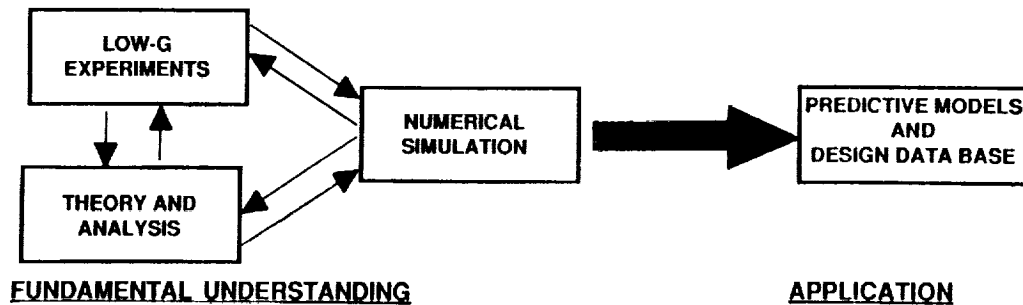 LOW-G
EXPERIMENTS
THEORY AND
ANALYSIS
NUMERICAL
SIMULATION
PREDICTIVE MODELS
AND
DESIGN DATA BASE
FUNDAMENTAL UNDERSTANDING
APPLICATION